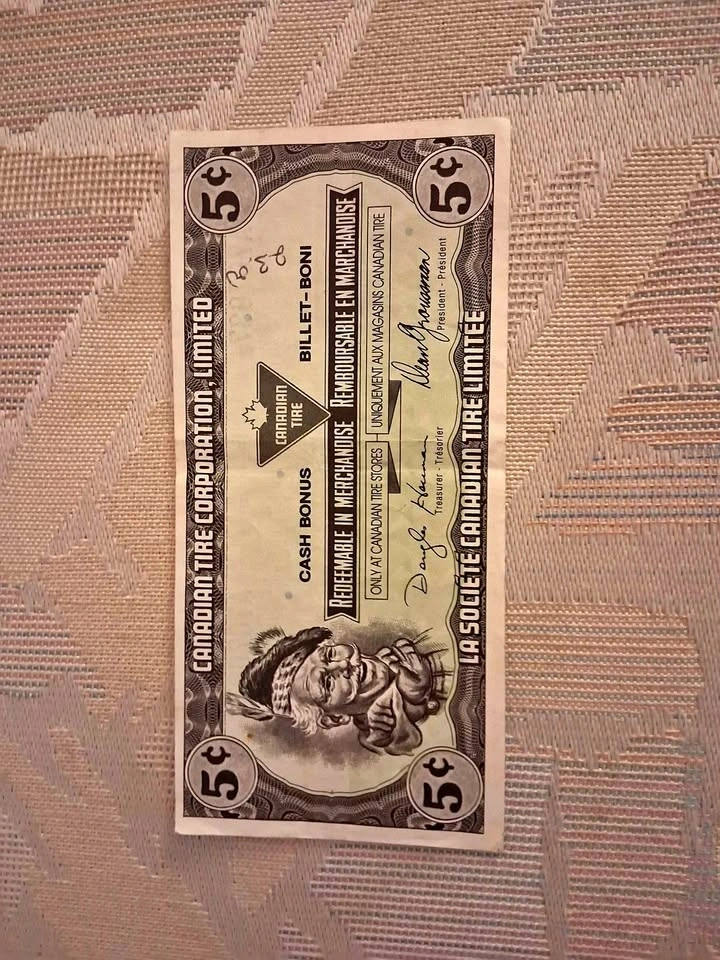 5¢ 5¢
CANADIAN TIRE CORPORATION, LIMITED
CANADIAN
TIRE
CASH BONUS BILLET-BONI
REDEEMABLE IN MERCHANDISE REMBOURSABLE EN MARCHANDISE
ONLY AT CANADIAN TIRE STORES UNIQUEMENT AUX MAGASINS CANADIAN TIRE
Treasurer - Trésorier President - Président
LA SOCIÉTÉ CANADIAN TIRE LIMITÉE
5¢ 5¢